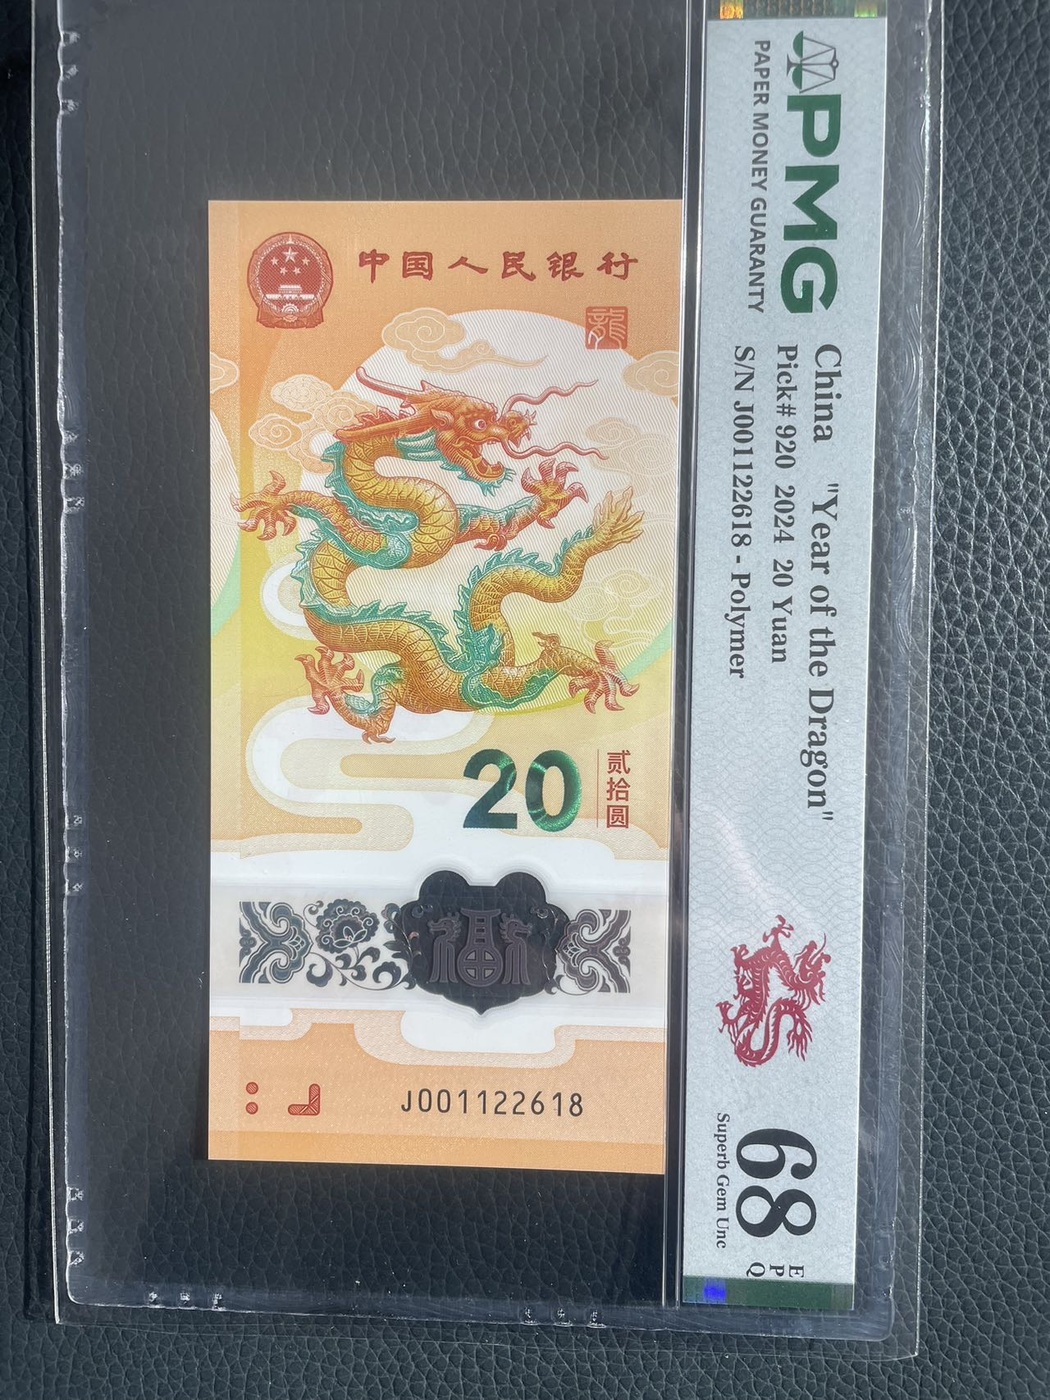 中国人民银行
龍
20
贰拾圆
J001122618
PMG
PAPER MONEY GUARANTY
China "Year of the Dragon"
Pick# 920 2024 20 Yuan
S/N J001122618 - Polymer
68 EPQ
Superb Gem Unc